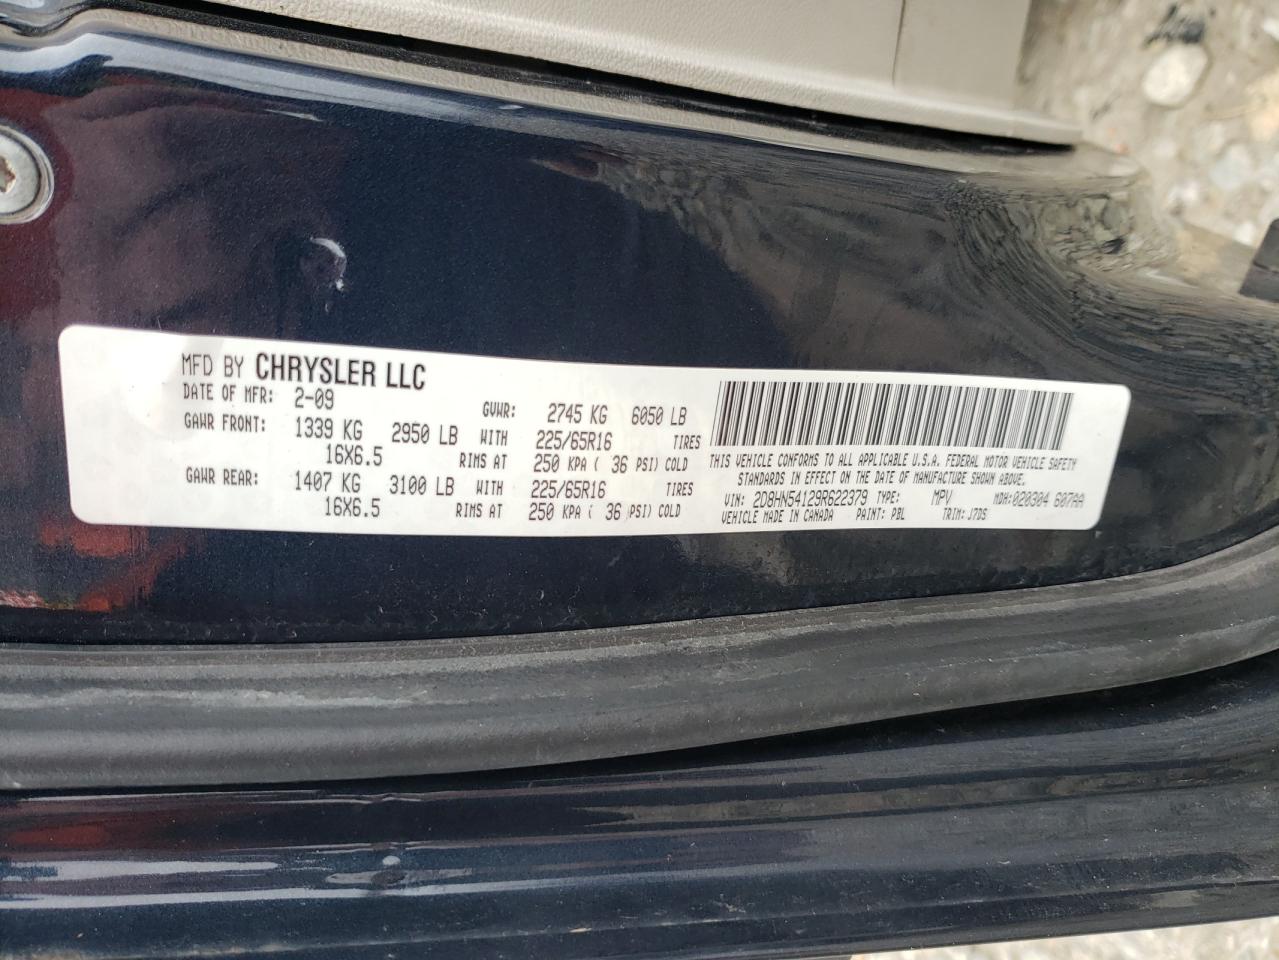 MFD BY CHRYSLER LLC
DATE OF MFR: 2-09 GVWR: 2745 KG 6050 LB
GAWR FRONT: 1339 KG 2950 LB WITH 225/65R16 TIRES
16X6.5 RIMS AT 250 KPA ( 36 PSI) COLD
GAWR REAR: 1407 KG 3100 LB WITH 225/65R16 TIRES
16X6.5 RIMS AT 250 KPA ( 36 PSI) COLD
THIS VEHICLE CONFORMS TO ALL APPLICABLE U.S.A. FEDERAL MOTOR VEHICLE SAFETY
STANDARDS IN EFFECT ON THE DATE OF MANUFACTURE SHOWN ABOVE.
VIN: 2D8HN54129R622379 TYPE: MPV MDH:020304 607AA
VEHICLE MADE IN CANADA PAINT: PBL TRIM: J7D5